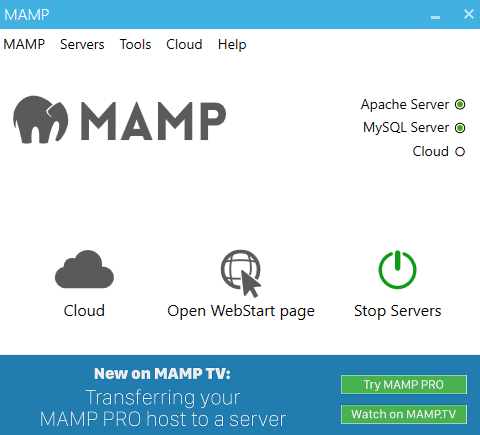 MAMP
MAMP Servers Tools Cloud Help
MAMP
Apache Server
MySQL Server
Cloud
Cloud
Open WebStart page
Stop Servers
New on MAMP TV:
Transferring your
MAMP PRO host to a server
Try MAMP PRO
Watch on MAMP.TV